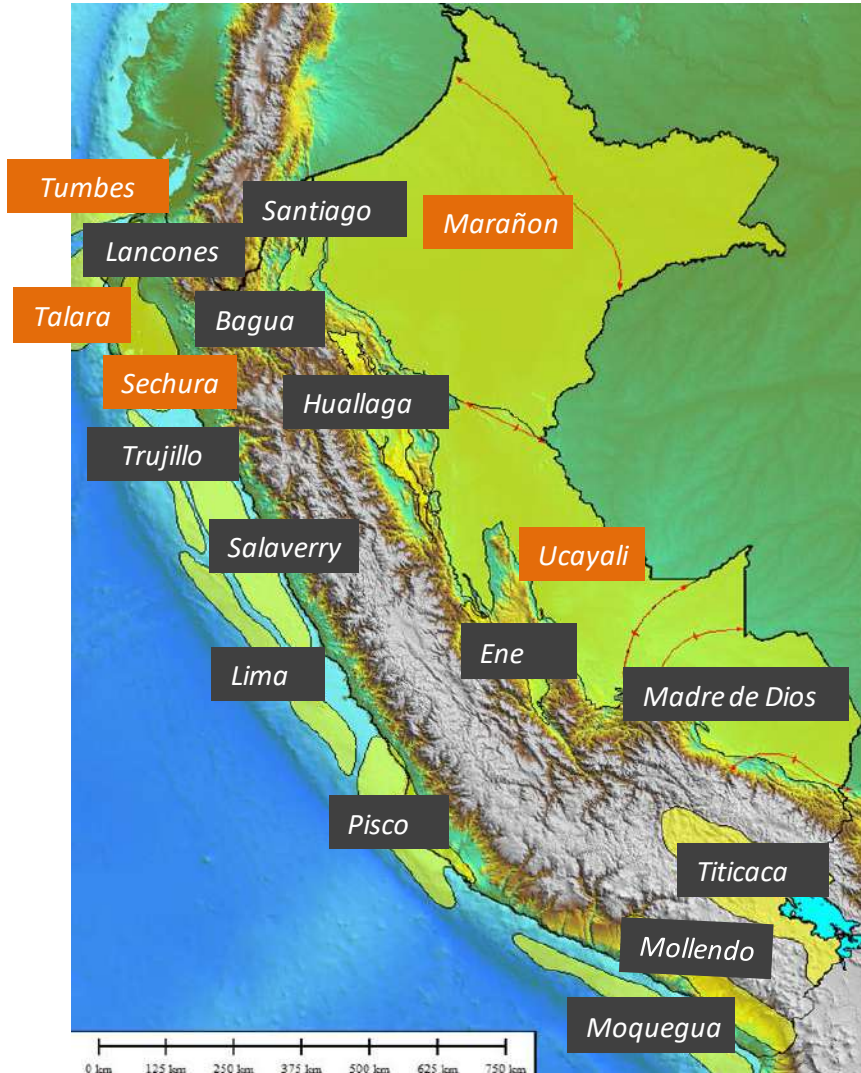 Tumbes
Santiago
Marañon
Lancones
Talara
Bagua
Sechura
Huallaga
Trujillo
Salaverry
Ucayali
Ene
Lima
Madre de Dios
Pisco
Titicaca
Mollendo
Moquegua
0 km 125 km 250 km 375 km 500 km 625 km 750 km